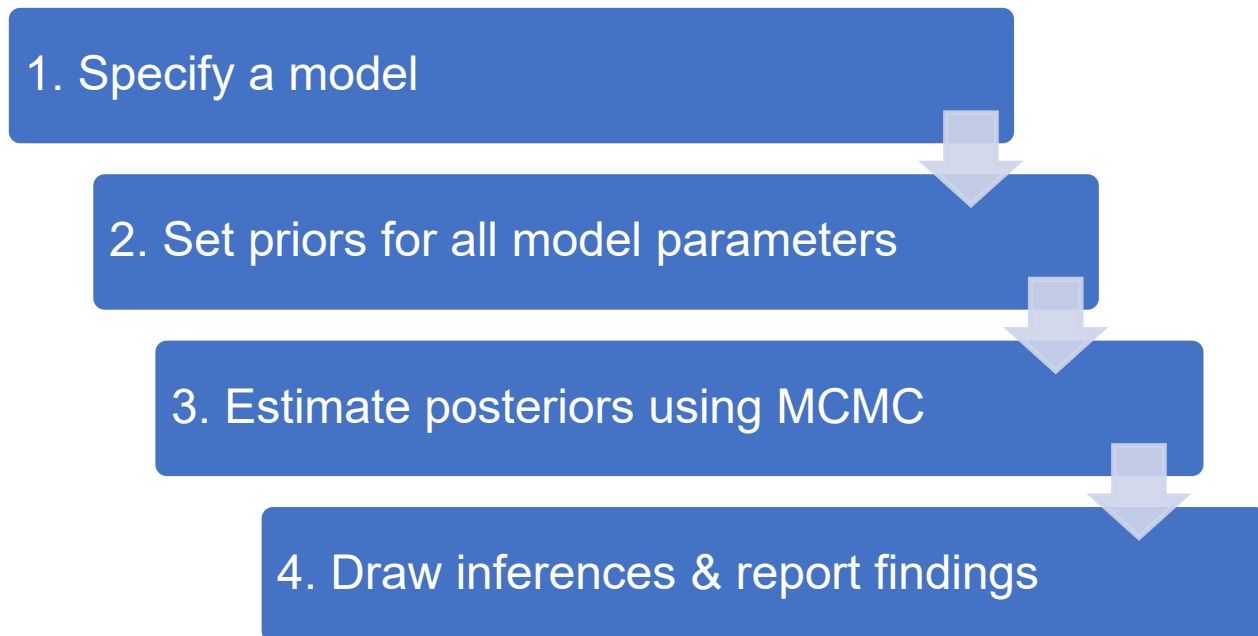 1. Specify a model
2. Set priors for all model parameters
3. Estimate posteriors using MCMC
4. Draw inferences & report findings